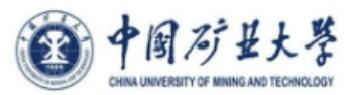 中国矿业大学
CHINA UNIVERSITY OF MINING AND TECHNOLOGY